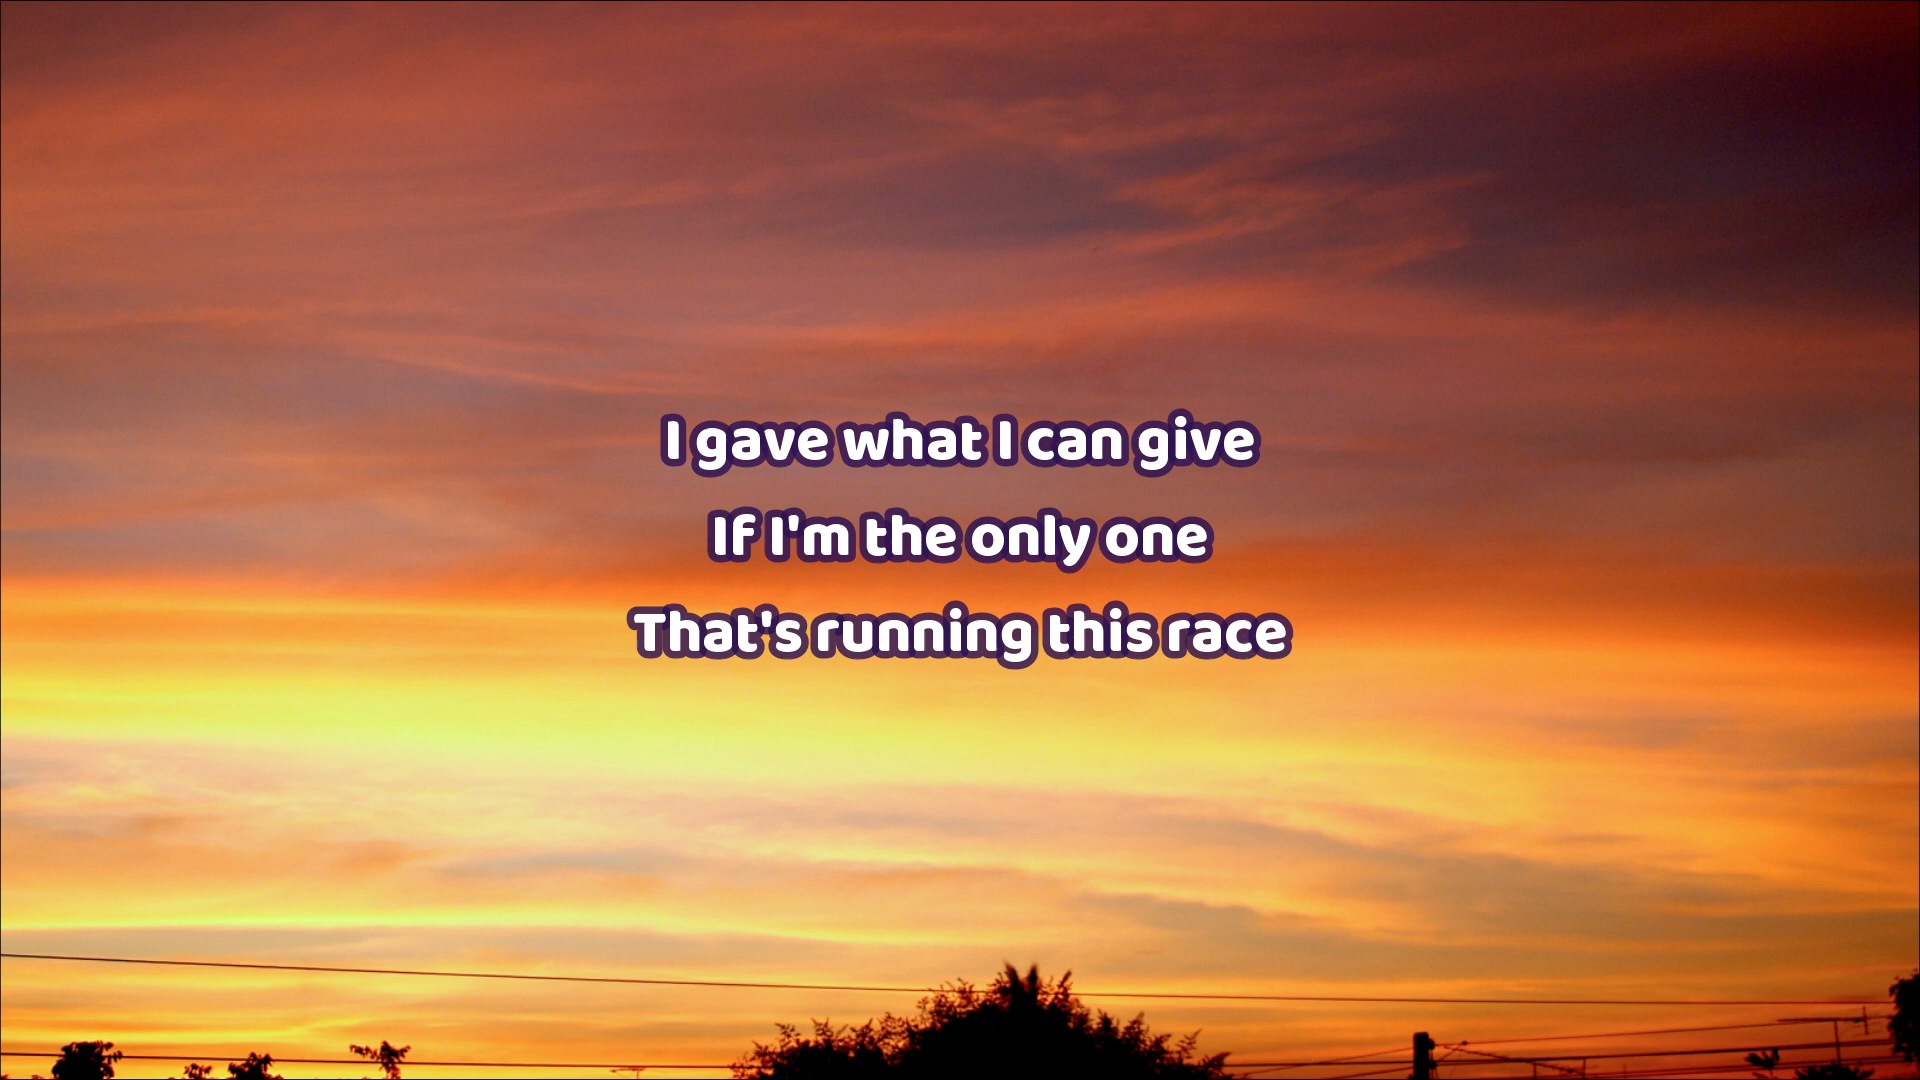 I gave what I can give
If I'm the only one
That's running this race